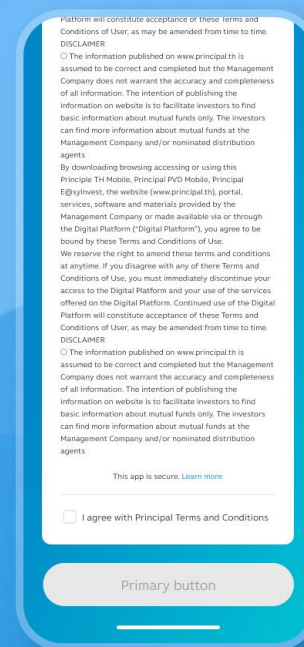 Platform will constitute acceptance of these Terms and
Conditions of User, as may be amended from time to time.
DISCLAIMER
The information published on www.principal.th is
assumed to be correct and completed but the Management
Company does not warrant the accuracy and completeness
of all information. The intention of publishing the
information on website is to facilitate investors to find
basic information about mutual funds only. The investors
can find more information about mutual funds at the
Management Company and/or nominated distribution
agents
By downloading browsing accessing or using this
Principle TH Mobile, Principal PVD Mobile, Principal
E@syInvest, the website (www.principal.th), portal,
services, software and materials provided by the
Management Company or made available via or through
the Digital Platform ("Digital Platform"), you agree to be
bound by these Terms and Conditions of Use.
We reserve the right to amend these terms and conditions
at anytime. If you disagree with any of there Terms and
Conditions of Use, you must immediately discontinue your
access to the Digital Platform and your use of the services
offered on the Digital Platform. Continued use of the Digital
Platform will constitute acceptance of these Terms and
Conditions of User, as may be amended from time to time.
DISCLAIMER
The information published on www.principal.th is
assumed to be correct and completed but the Management
Company does not warrant the accuracy and completeness
of all information. The intention of publishing the
information on website is to facilitate investors to find
basic information about mutual funds only. The investors
can find more information about mutual funds at the
Management Company and/or nominated distribution
agents
This app is secure. Learn more
I agree with Principal Terms and Conditions
Primary button